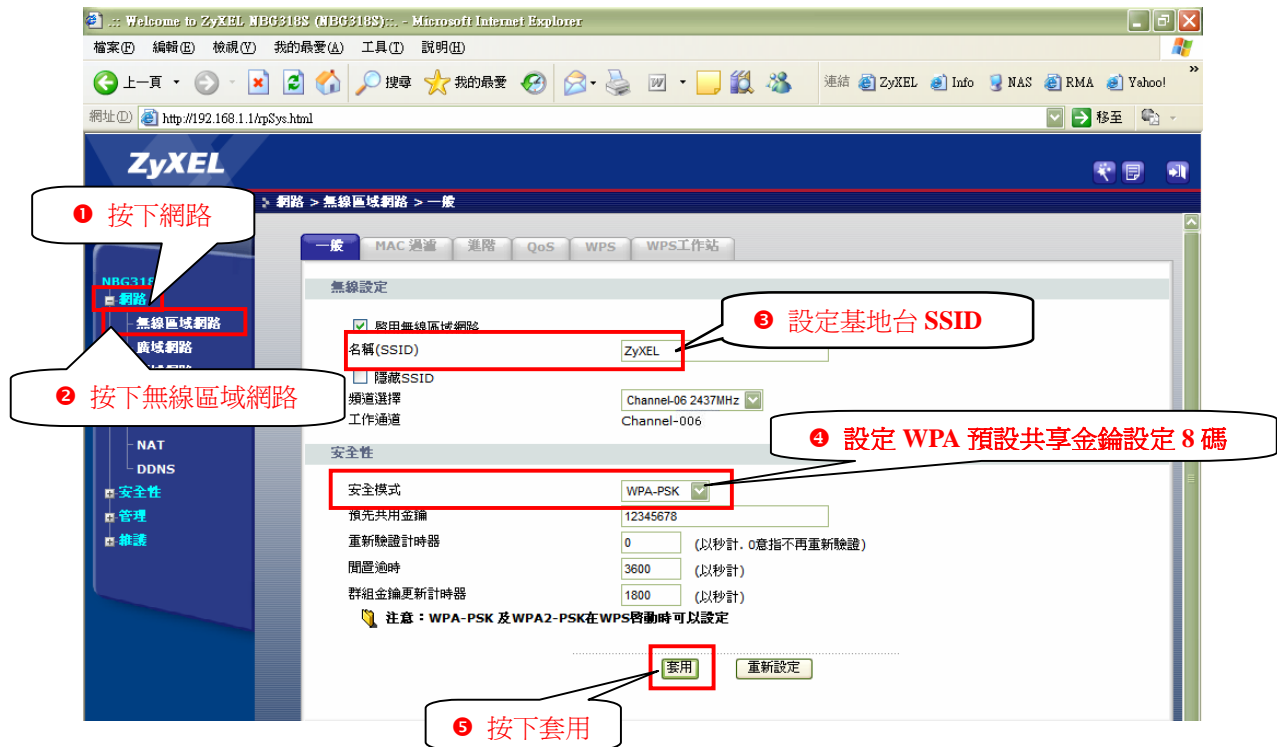 .:: Welcome to ZyXEL NBG318S (NBG318S)::. - Microsoft Internet Explorer
檔案(F) 編輯(E) 檢視(V) 我的最愛(A) 工具(T) 說明(H)
上一頁 搜尋 我的最愛 連結 ZyXEL Info NAS RMA Yahoo! »
網址(D) http://192.168.1.1/rpSys.html 移至
ZyXEL
網路 > 無線區域網路 > 一般
❶ 按下網路
一般 MAC 過濾 進階 QoS WPS WPS工作站
NBG318
網路
無線區域網路
廣域網路
❷ 按下無線區域網路
NAT
DDNS
安全性
管理
維護
無線設定
啓用無線區域網路
名稱(SSID) ZyXEL
❸ 設定基地台 SSID
隱藏SSID
頻道選擇 Channel-06 2437MHz
工作通道 Channel-006
❹ 設定 WPA 預設共享金鑰設定 8 碼
安全性
安全模式 WPA-PSK
預先共用金鑰 12345678
重新驗證計時器 0 (以秒計. 0意指不再重新驗證)
閒置逾時 3600 (以秒計)
群組金鑰更新計時器 1800 (以秒計)
注意：WPA-PSK 及WPA2-PSK在WPS啓動時可以設定
套用 重新設定
❺ 按下套用